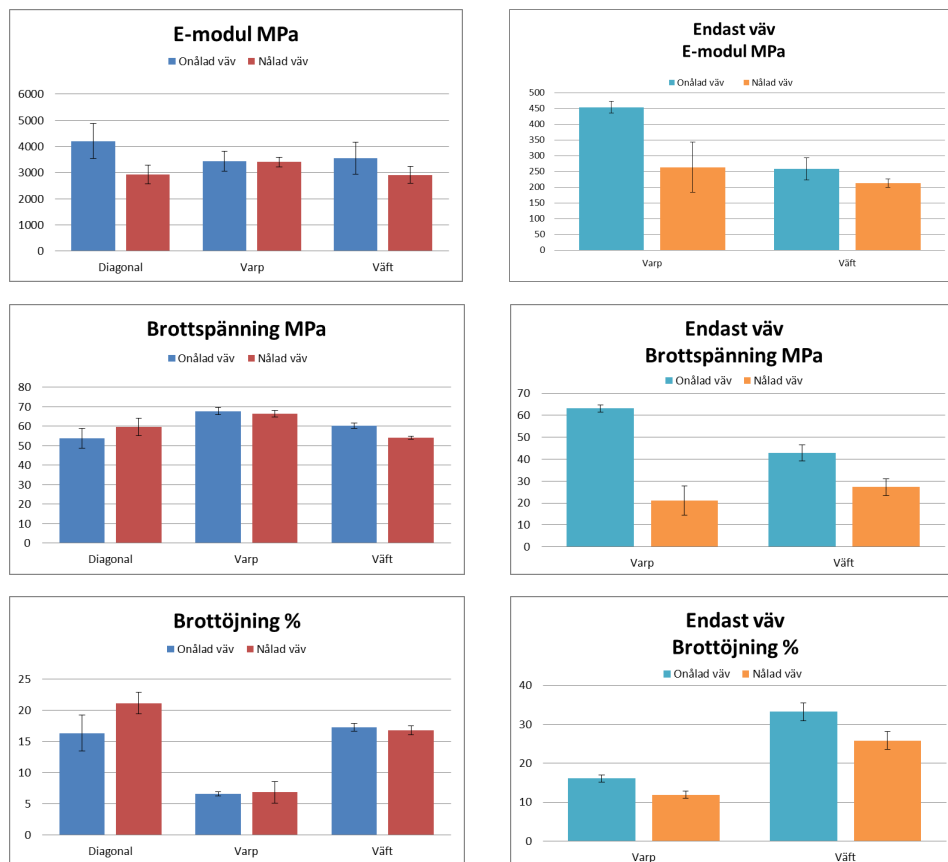 E-modul MPa
Onålad väv Nålad väv
6000
5000
4000
3000
2000
1000
0
Diagonal Varp Väft
Endast väv
E-modul MPa
Onålad väv Nålad väv
500
450
400
350
300
250
200
150
100
50
0
Varp Väft
Brottspänning MPa
Onålad väv Nålad väv
80
70
60
50
40
30
20
10
0
Diagonal Varp Väft
Endast väv
Brottspänning MPa
Onålad väv Nålad väv
70
60
50
40
30
20
10
0
Varp Väft
Brottöjning %
Onålad väv Nålad väv
25
20
15
10
5
0
Diagonal Varp Väft
Endast väv
Brottöjning %
Onålad väv Nålad väv
40
30
20
10
0
Varp Väft